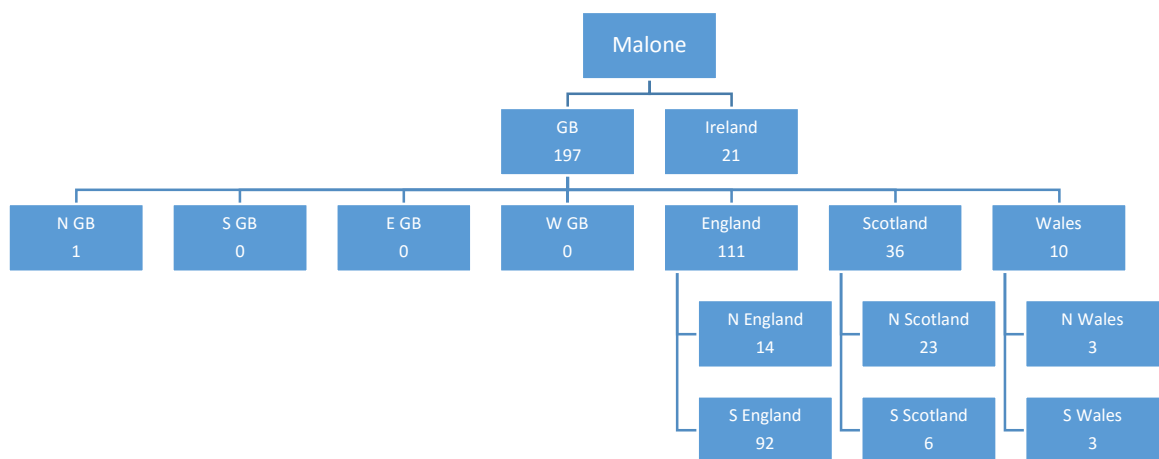 Malone
GB
197
Ireland
21
N GB
1
S GB
0
E GB
0
W GB
0
England
111
Scotland
36
Wales
10
N England
14
N Scotland
23
N Wales
3
S England
92
S Scotland
6
S Wales
3